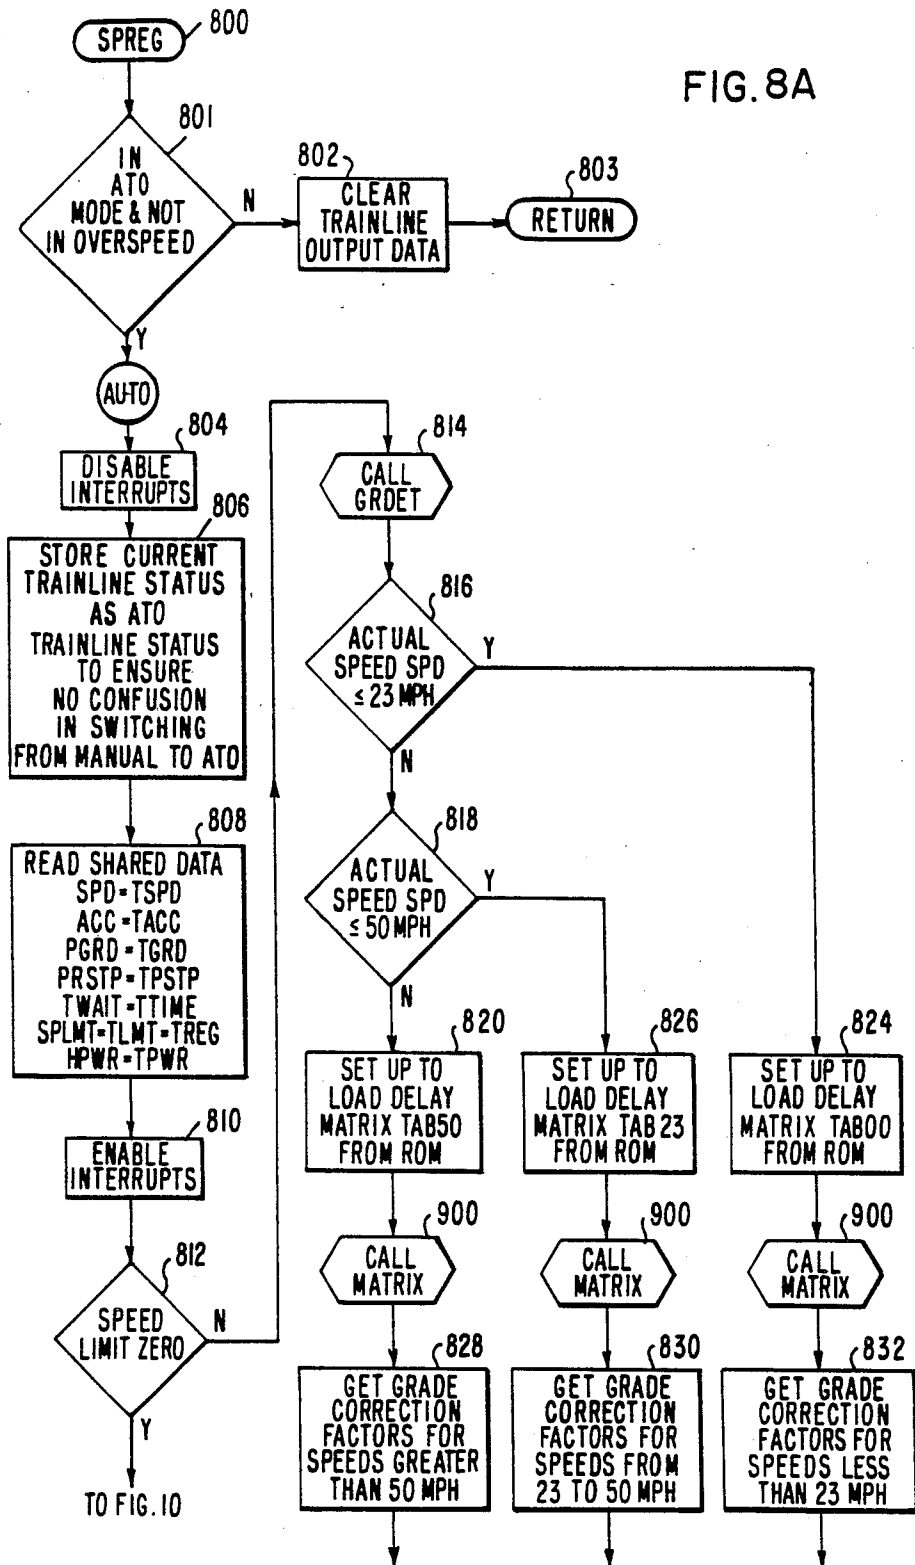 FIG. 8A
SPREG
800
801
IN
ATO
MODE & NOT
IN OVERSPEED
N
Y
802
CLEAR
TRAINLINE
OUTPUT DATA
803
RETURN
AUTO
804
DISABLE
INTERRUPTS
806
STORE CURRENT
TRAINLINE STATUS
AS ATO
TRAINLINE STATUS
TO ENSURE
NO CONFUSION
IN SWITCHING
FROM MANUAL TO ATO
808
READ SHARED DATA
SPD=TSPD
ACC=TACC
PGRD=TGRD
PRSTP=TPSTP
TWAIT=TTIME
SPLMT=TLMT=TREG
HPWR=TPWR
810
ENABLE
INTERRUPTS
812
SPEED
LIMIT ZERO
N
Y
TO FIG. 10
814
CALL
GRDET
816
ACTUAL
SPEED SPD
≤ 23 MPH
Y
N
818
ACTUAL
SPEED SPD
≤ 50 MPH
Y
N
820
SET UP TO
LOAD DELAY
MATRIX TAB50
FROM ROM
826
SET UP TO
LOAD DELAY
MATRIX TAB 23
FROM ROM
824
SET UP TO
LOAD DELAY
MATRIX TAB00
FROM ROM
900
CALL
MATRIX
900
CALL
MATRIX
900
CALL
MATRIX
828
GET GRADE
CORRECTION
FACTORS FOR
SPEEDS GREATER
THAN 50 MPH
830
GET GRADE
CORRECTION
FACTORS FOR
SPEEDS FROM
23 TO 50 MPH
832
GET GRADE
CORRECTION
FACTORS FOR
SPEEDS LESS
THAN 23 MPH